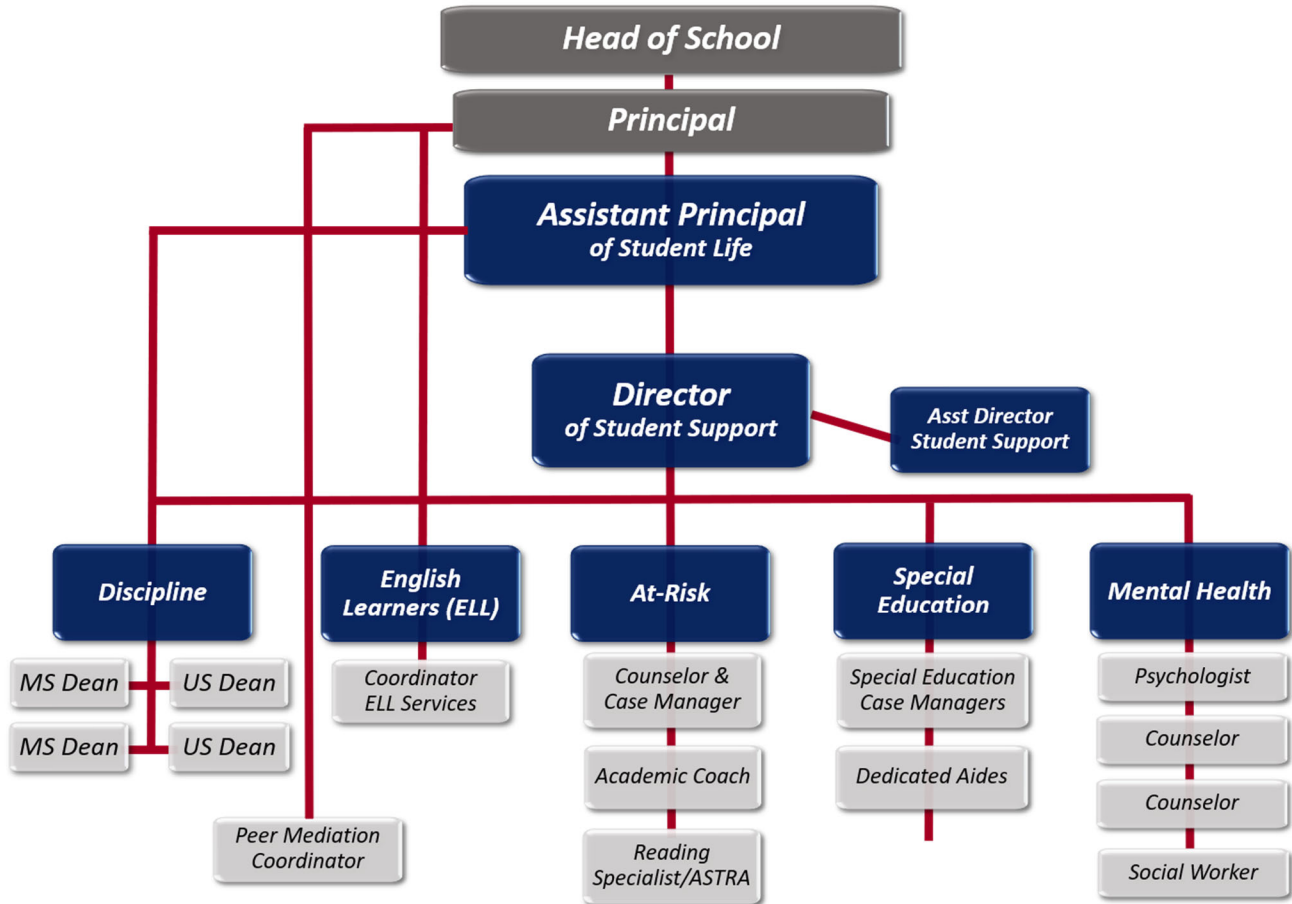 Head of School
Principal
Assistant Principal
of Student Life
Director
of Student Support
Asst Director
Student Support
Discipline
English
Learners (ELL)
At-Risk
Special
Education
Mental Health
MS Dean
US Dean
MS Dean
US Dean
Coordinator
ELL Services
Counselor &
Case Manager
Special Education
Case Managers
Psychologist
Counselor
Academic Coach
Dedicated Aides
Counselor
Peer Mediation
Coordinator
Reading
Specialist/ASTRA
Social Worker